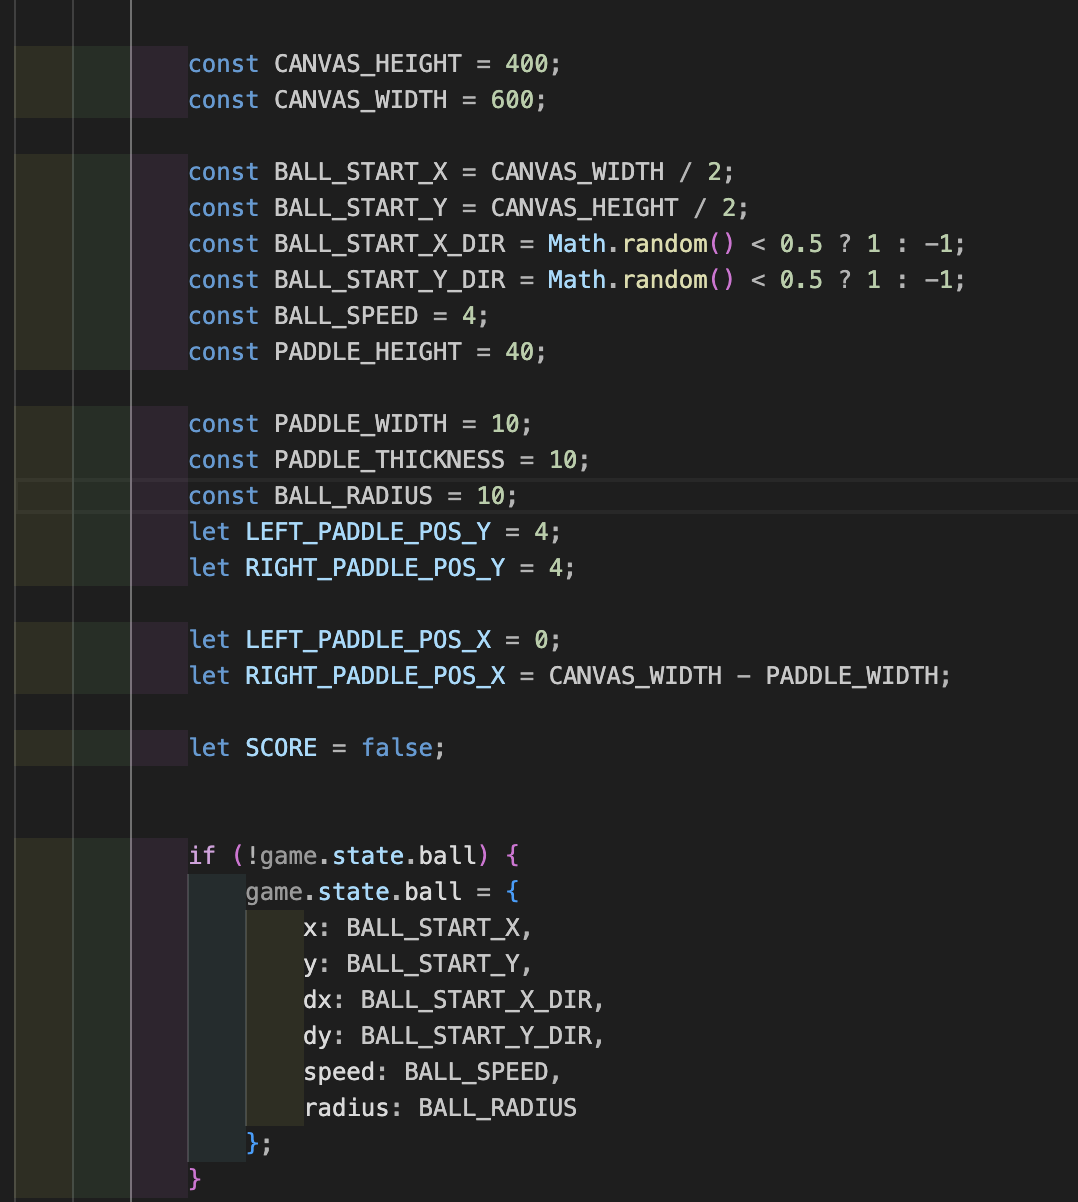 const CANVAS_HEIGHT = 400;
const CANVAS_WIDTH = 600;
const BALL_START_X = CANVAS_WIDTH / 2;
const BALL_START_Y = CANVAS_HEIGHT / 2;
const BALL_START_X_DIR = Math.random() < 0.5 ? 1 : -1;
const BALL_START_Y_DIR = Math.random() < 0.5 ? 1 : -1;
const BALL_SPEED = 4;
const PADDLE_HEIGHT = 40;
const PADDLE_WIDTH = 10;
const PADDLE_THICKNESS = 10;
const BALL_RADIUS = 10;
let LEFT_PADDLE_POS_Y = 4;
let RIGHT_PADDLE_POS_Y = 4;
let LEFT_PADDLE_POS_X = 0;
let RIGHT_PADDLE_POS_X = CANVAS_WIDTH - PADDLE_WIDTH;
let SCORE = false;
if (!game.state.ball) {
game.state.ball = {
x: BALL_START_X,
y: BALL_START_Y,
dx: BALL_START_X_DIR,
dy: BALL_START_Y_DIR,
speed: BALL_SPEED,
radius: BALL_RADIUS
};
}